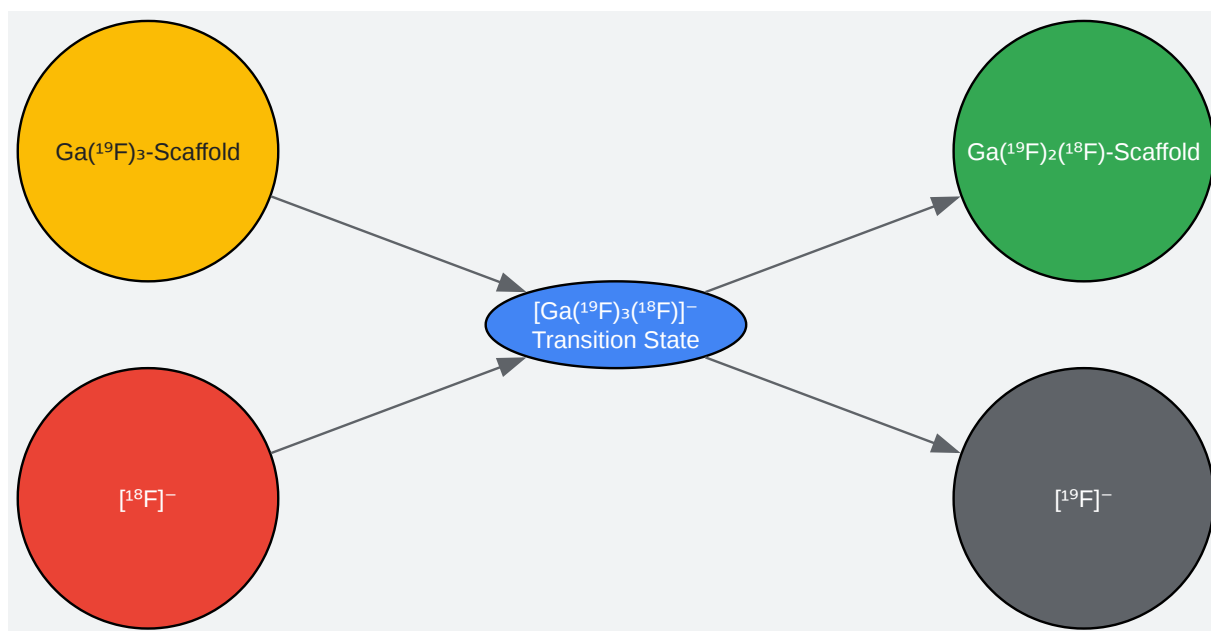 Ga(¹⁹F)₃-Scaffold
Ga(¹⁹F)₂(¹⁸F)-Scaffold
[Ga(¹⁹F)₃(¹⁸F)]⁻
Transition State
[¹⁸F]⁻
[¹⁹F]⁻